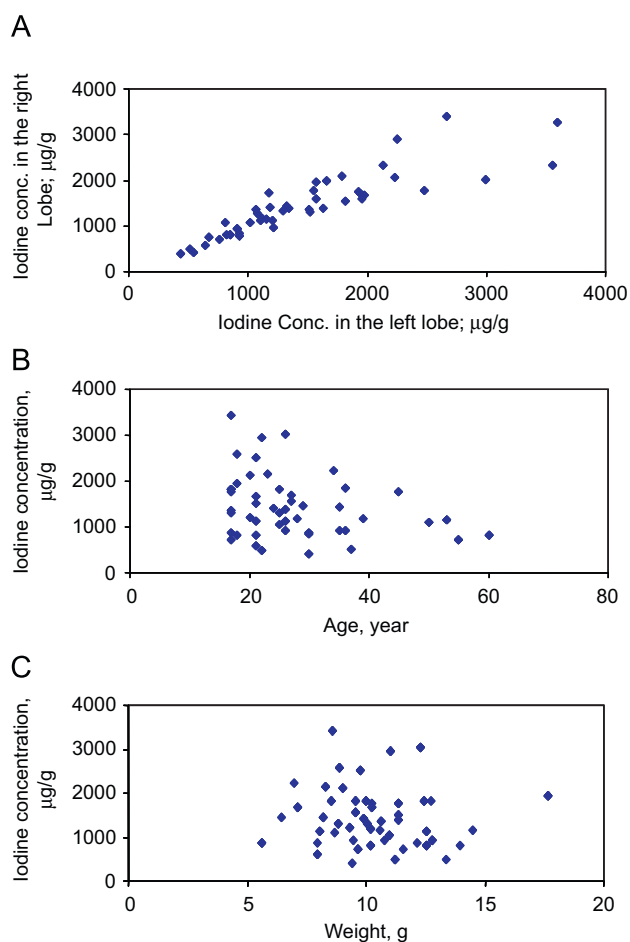 A
Iodine conc. in the right
Lobe; μg/g
4000
3000
2000
1000
0
0 1000 2000 3000 4000
Iodine Conc. in the left lobe; μg/g
B
Iodine concentration,
μg/g
4000
3000
2000
1000
0
0 20 40 60 80
Age, year
C
Iodine concentration,
μg/g
4000
3000
2000
1000
0
0 5 10 15 20
Weight, g